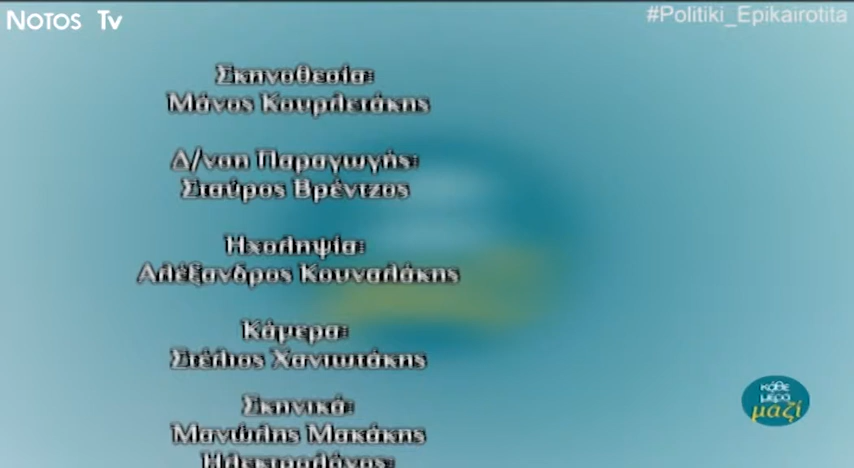 NOTOS TV
#Politiki_Epikairotita
Σκηνοθεσία:
Μάνος Κουρλετάκης
Δ/νση Παραγωγής:
Σταύρος Βρέντζος
Ηχοληψία:
Αλέξανδρος Κουναλάκης
Κάμερα:
Στέλιος Χανιωτάκης
Σκηνικά:
Μανώλης Μακάκης
Ηλεκτρολόγος:
κάθε
μέρα
μαζί